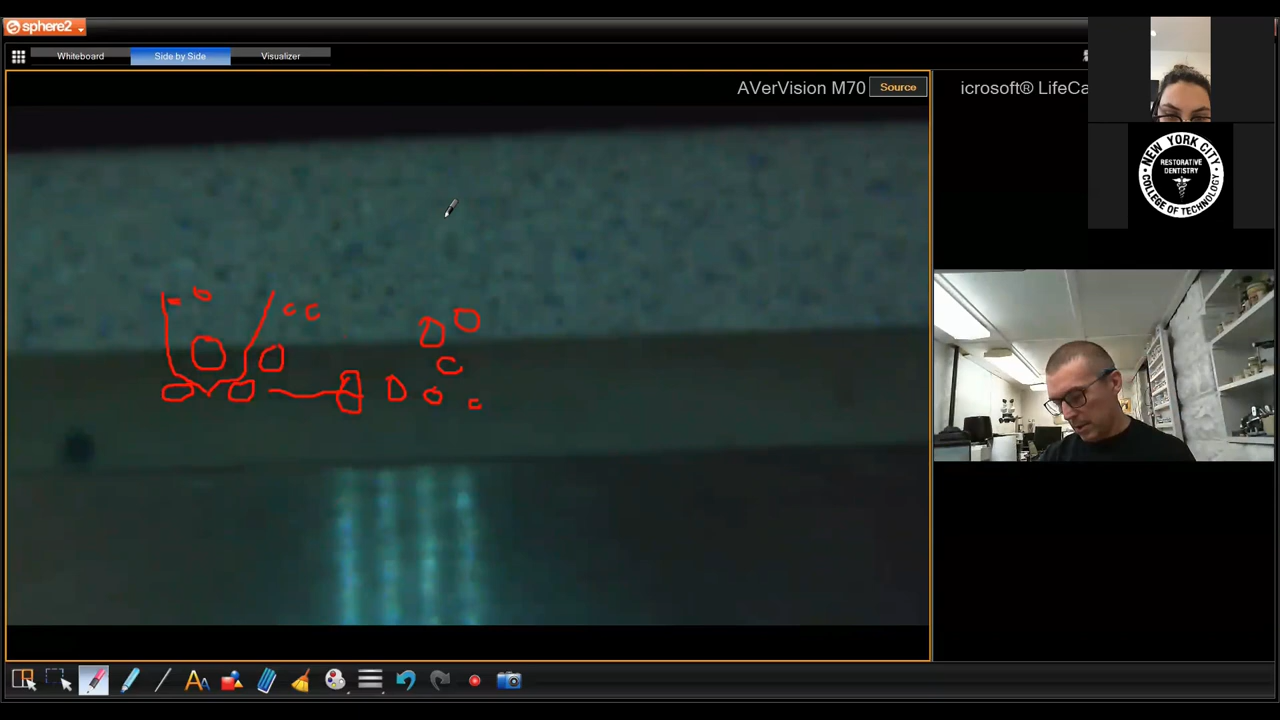 sphere2
Whiteboard
Side by Side
Visualizer
AVerVision M70
Source
icrosoft® LifeCa
NEW YORK CITY
RESTORATIVE
DENTISTRY
COLLEGE OF TECHNOLOGY